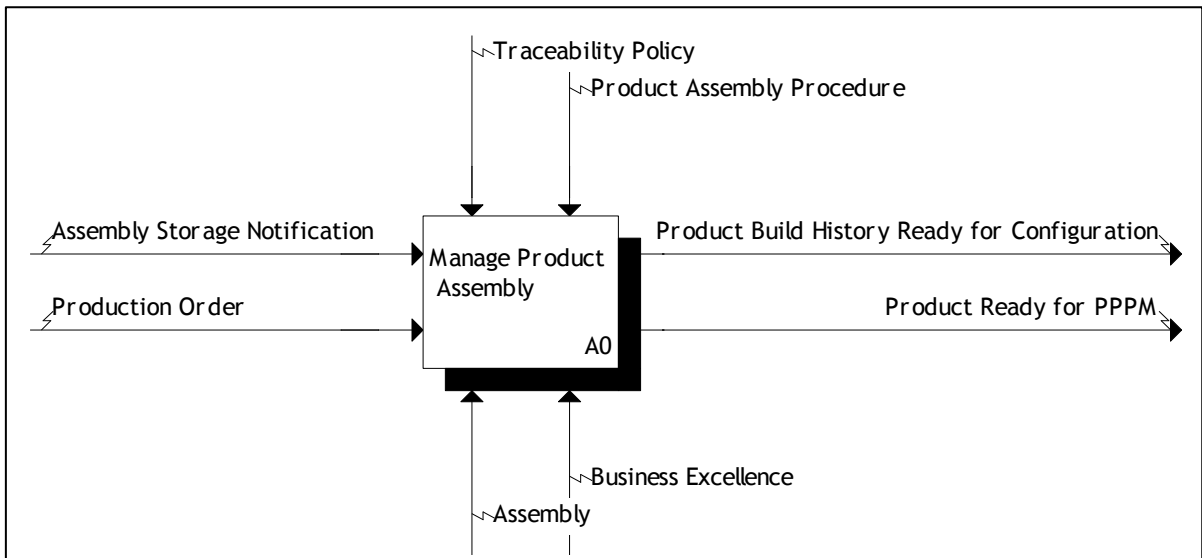 Traceability Policy
Product Assembly Procedure
Assembly Storage Notification
Product Build History Ready for Configuration
Manage Product
Assembly
Production Order
Product Ready for PPPM
A0
Business Excellence
Assembly